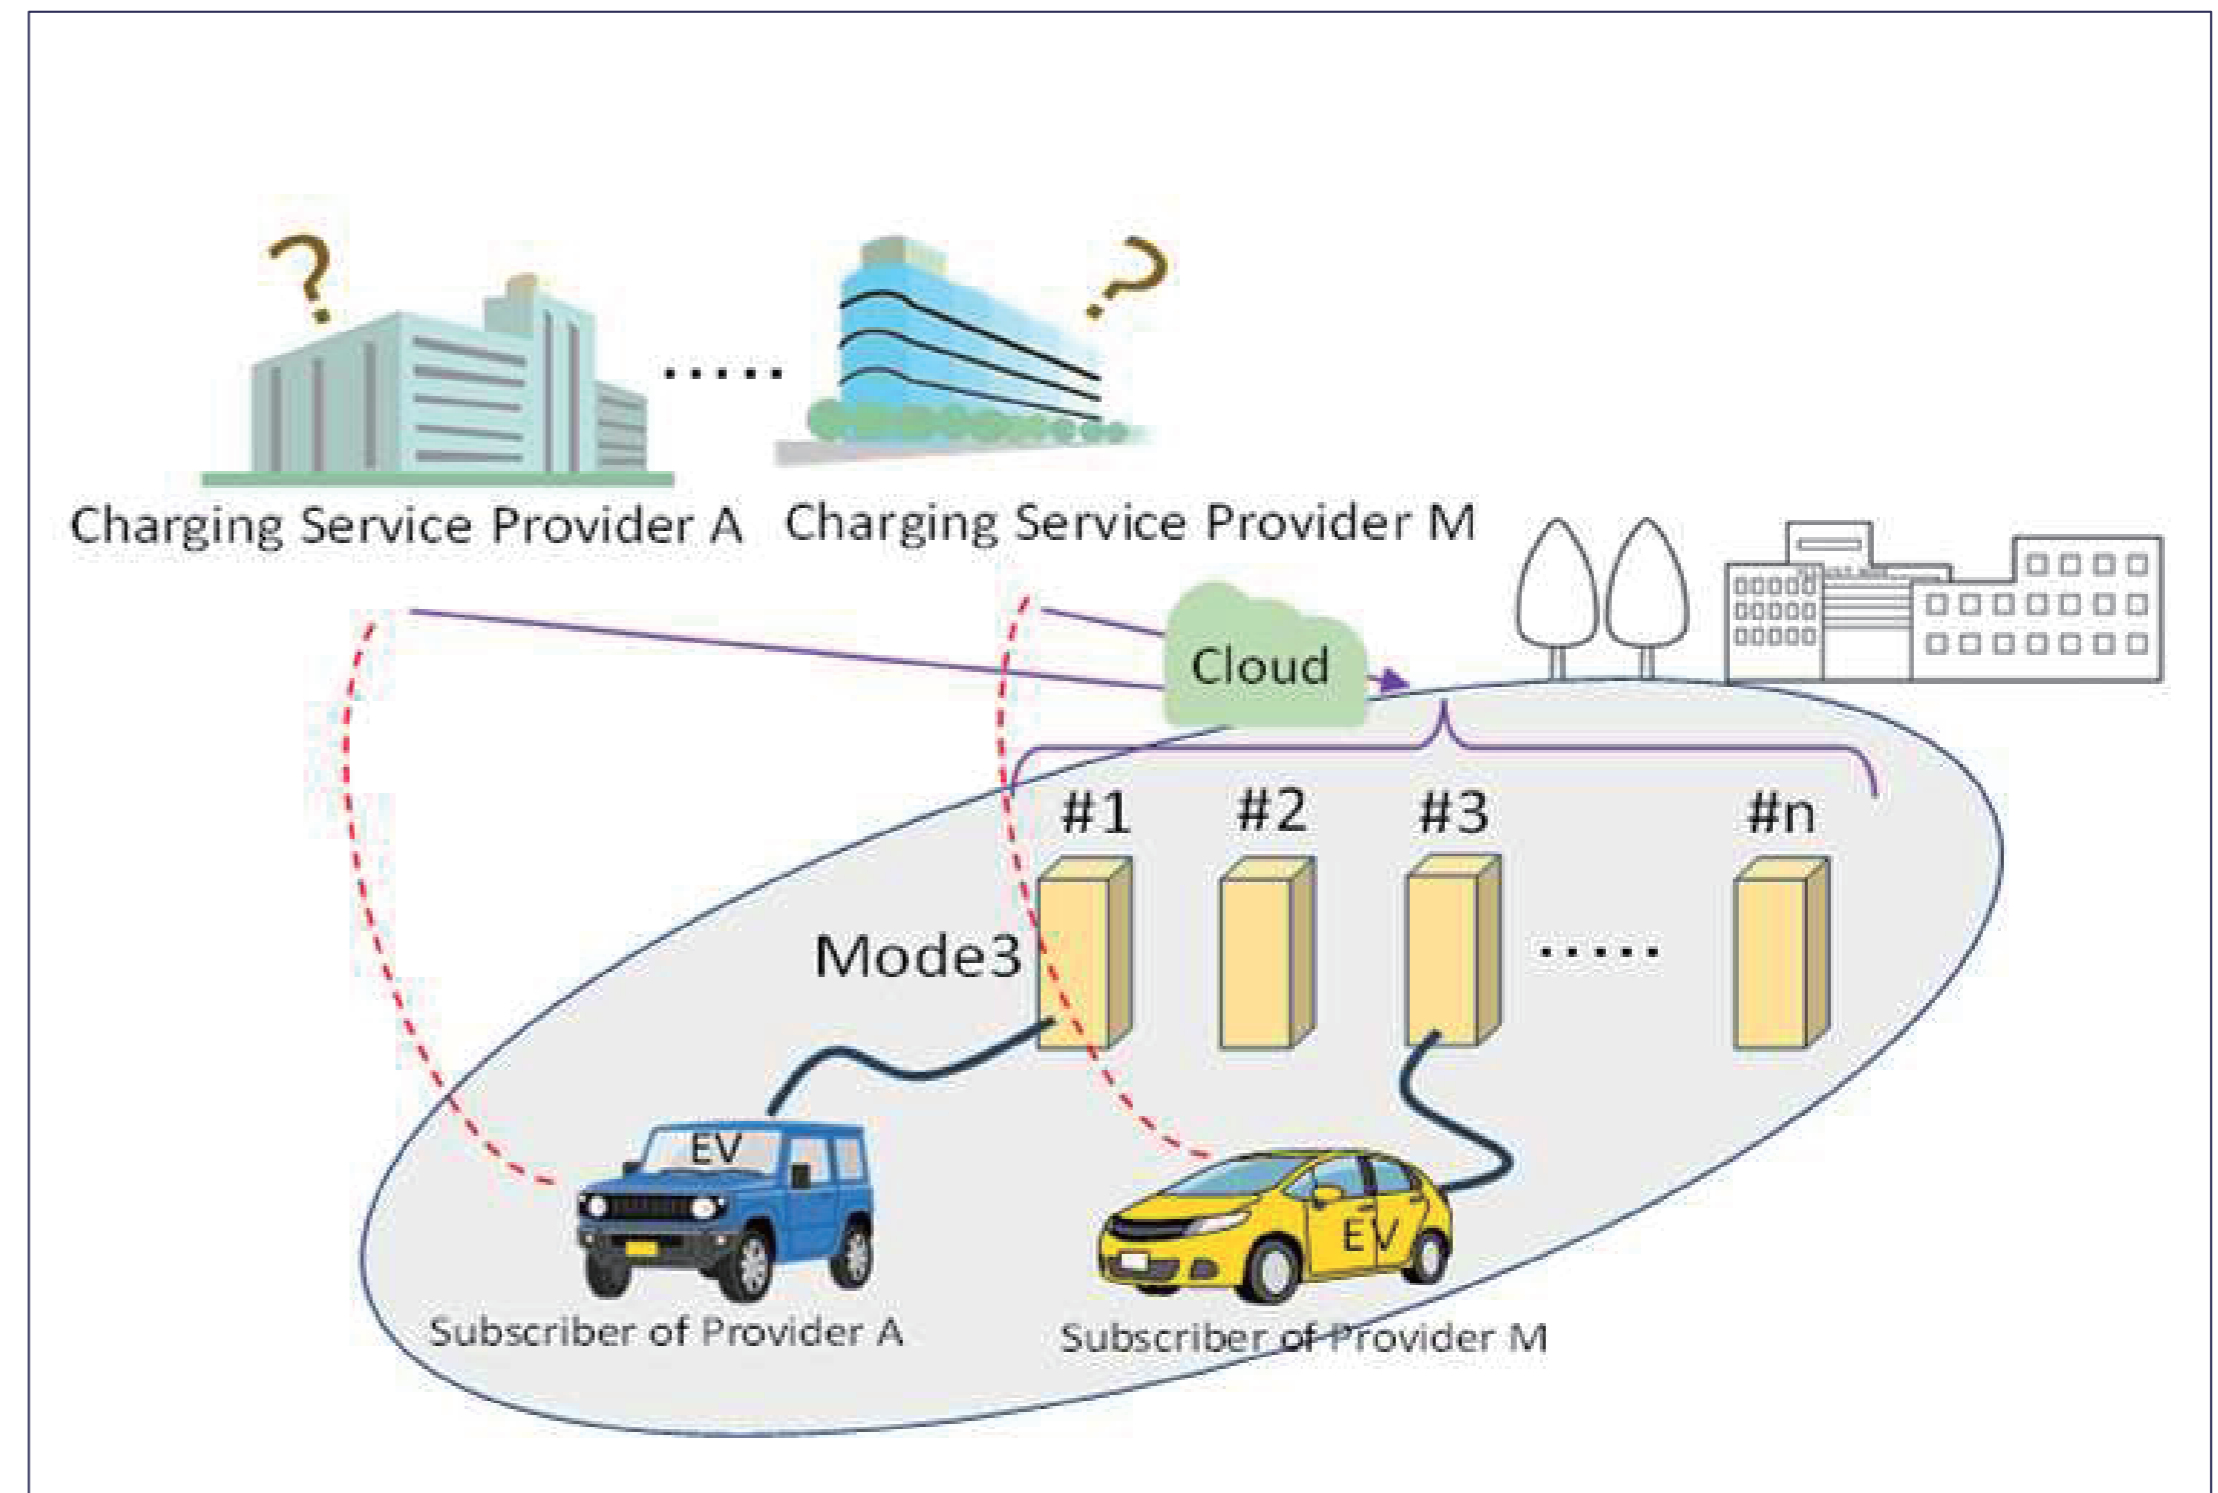 ?
?
.....
Charging Service Provider A
Charging Service Provider M
Cloud
#1
#2
#3
#n
Mode3
.....
EV
EV
Subscriber of Provider A
Subscriber of Provider M